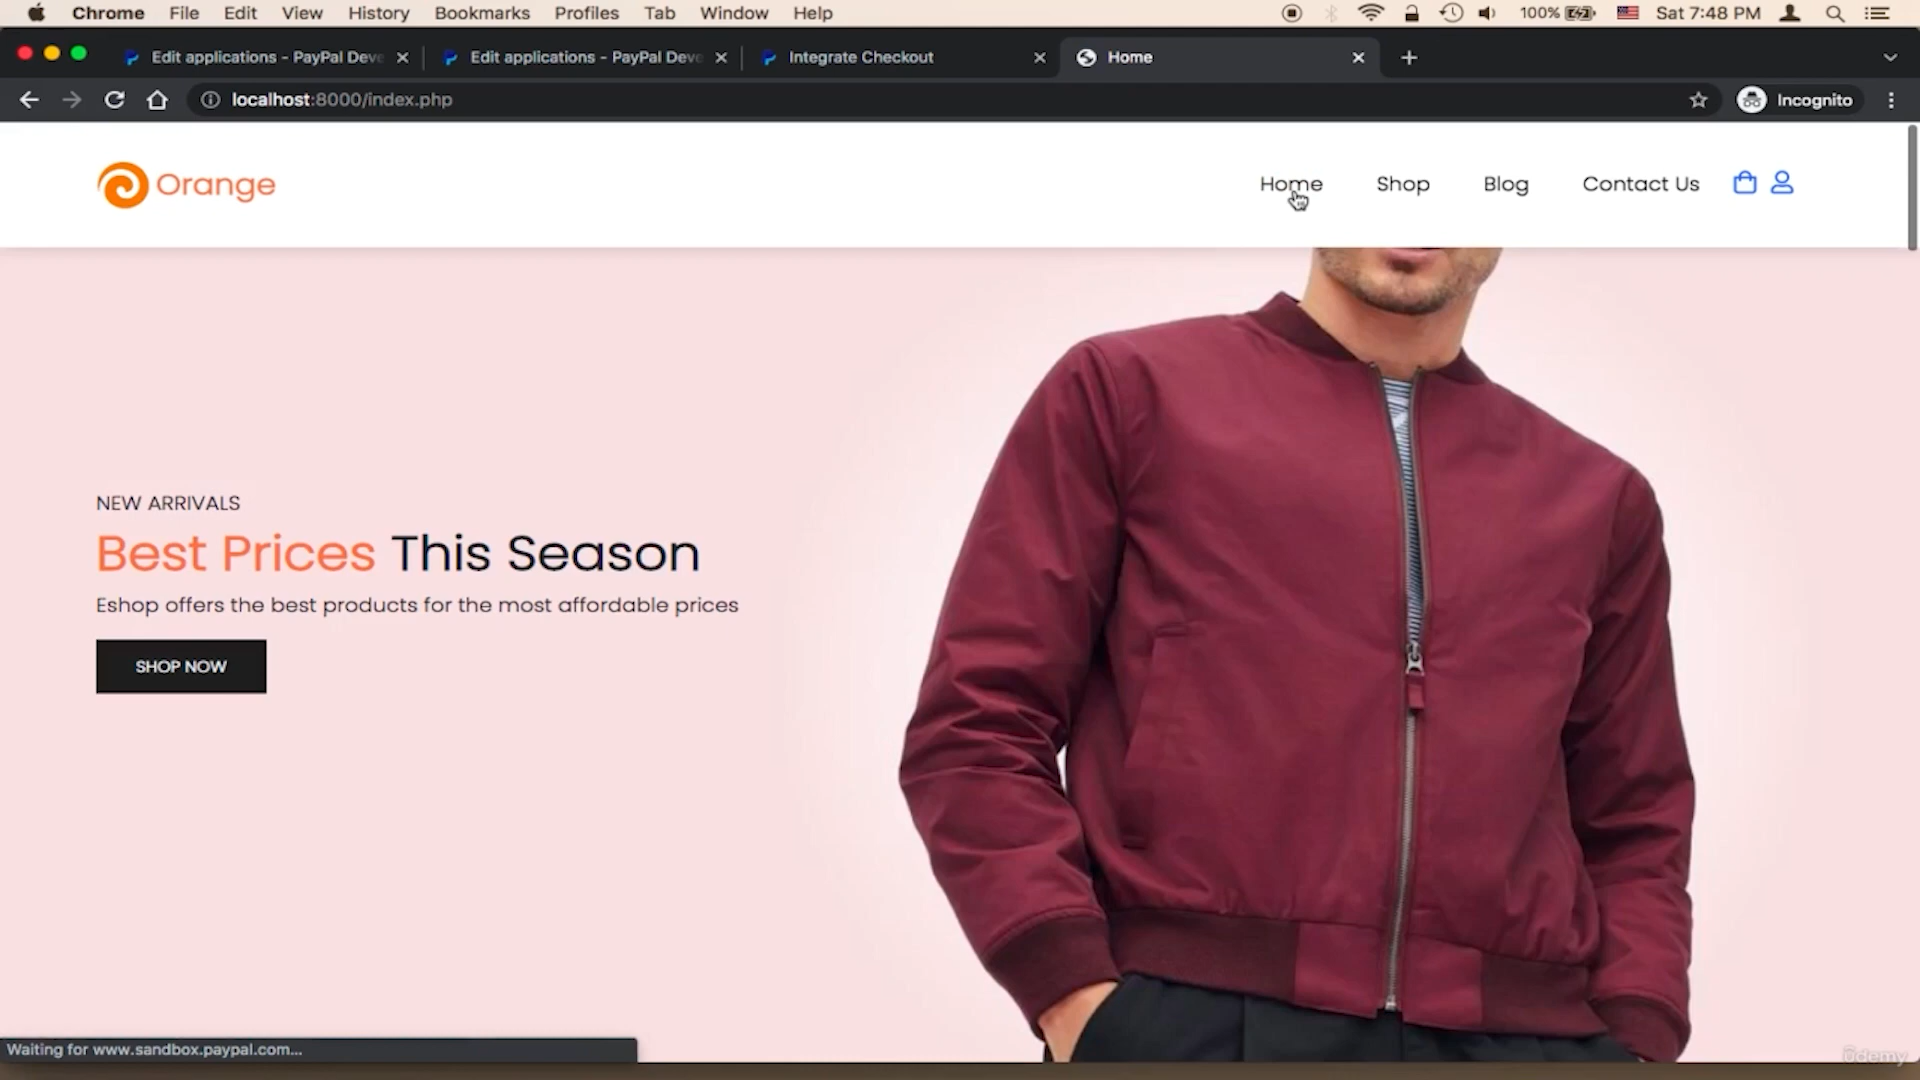 Chrome File Edit View History Bookmarks Profiles Tab Window Help 100% Sat 7:48 PM
Edit applications - PayPal Deve Edit applications - PayPal Deve Integrate Checkout Home
localhost:8000/index.php Incognito
Orange Home Shop Blog Contact Us
NEW ARRIVALS
Best Prices This Season
Eshop offers the best products for the most affordable prices
SHOP NOW
Waiting for www.sandbox.paypal.com...
ûdemy